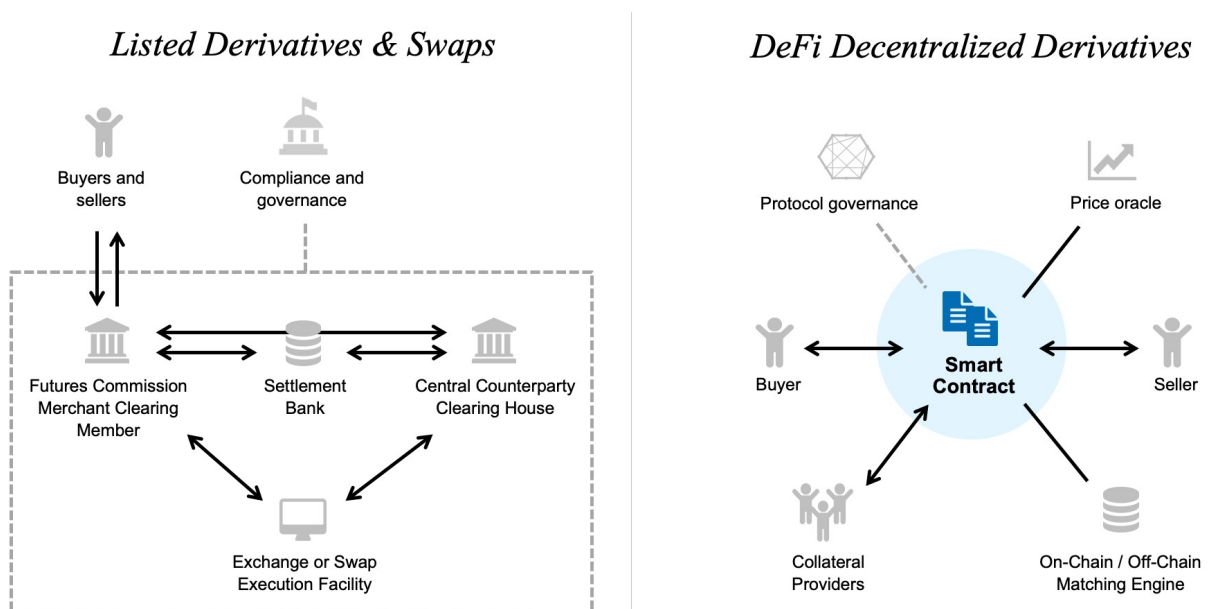 Listed Derivatives & Swaps
Buyers and
sellers
Compliance and
governance
Futures Commission
Merchant Clearing
Member
Settlement
Bank
Central Counterparty
Clearing House
Exchange or Swap
Execution Facility
DeFi Decentralized Derivatives
Protocol governance
Price oracle
Buyer
Smart
Contract
Seller
Collateral
Providers
On-Chain / Off-Chain
Matching Engine